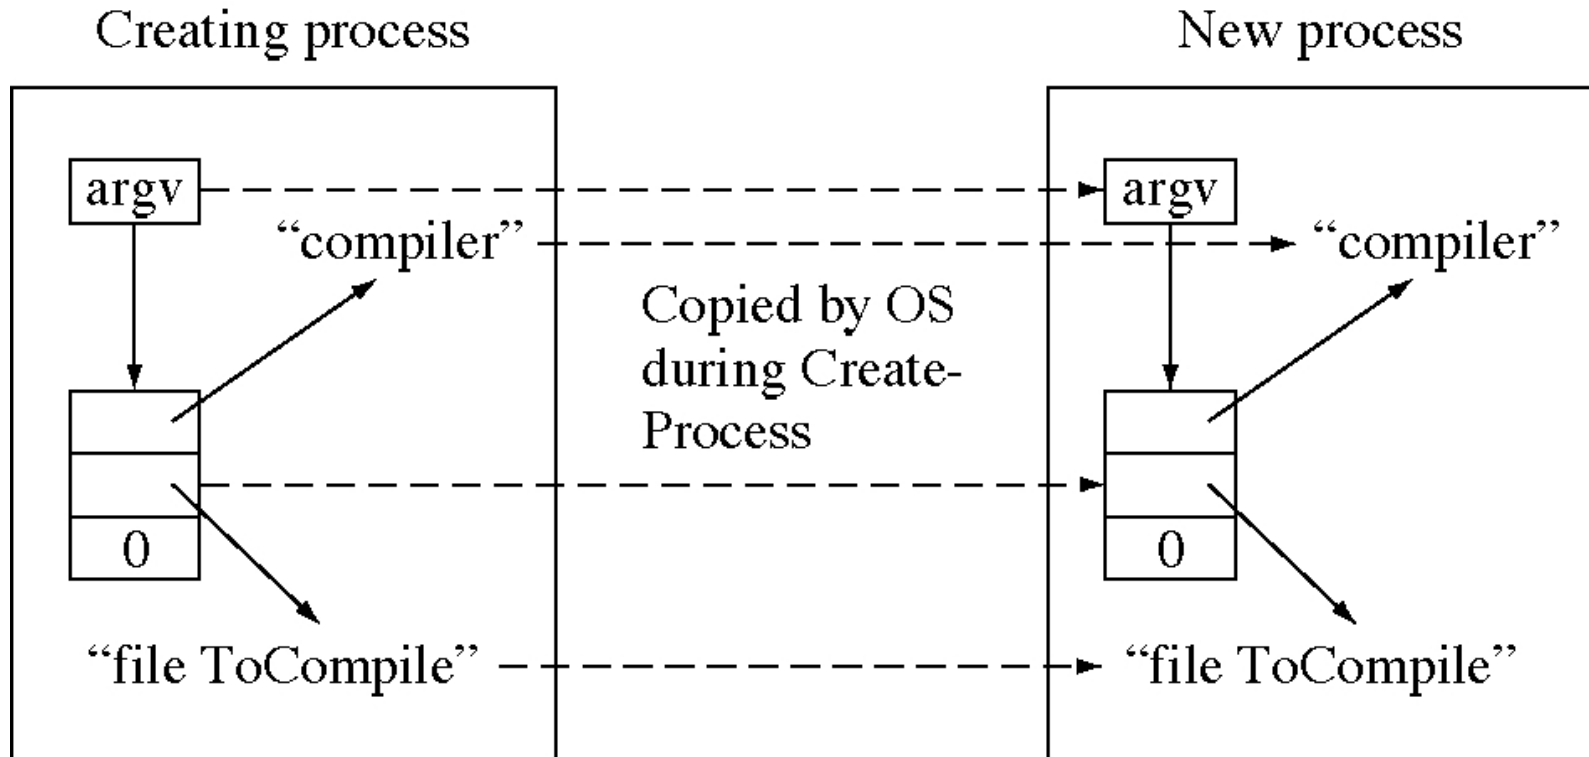 Creating process
New process
argv
argv
“compiler”
“compiler”
Copied by OS
during Create-
Process
0
0
“file ToCompile”
“file ToCompile”